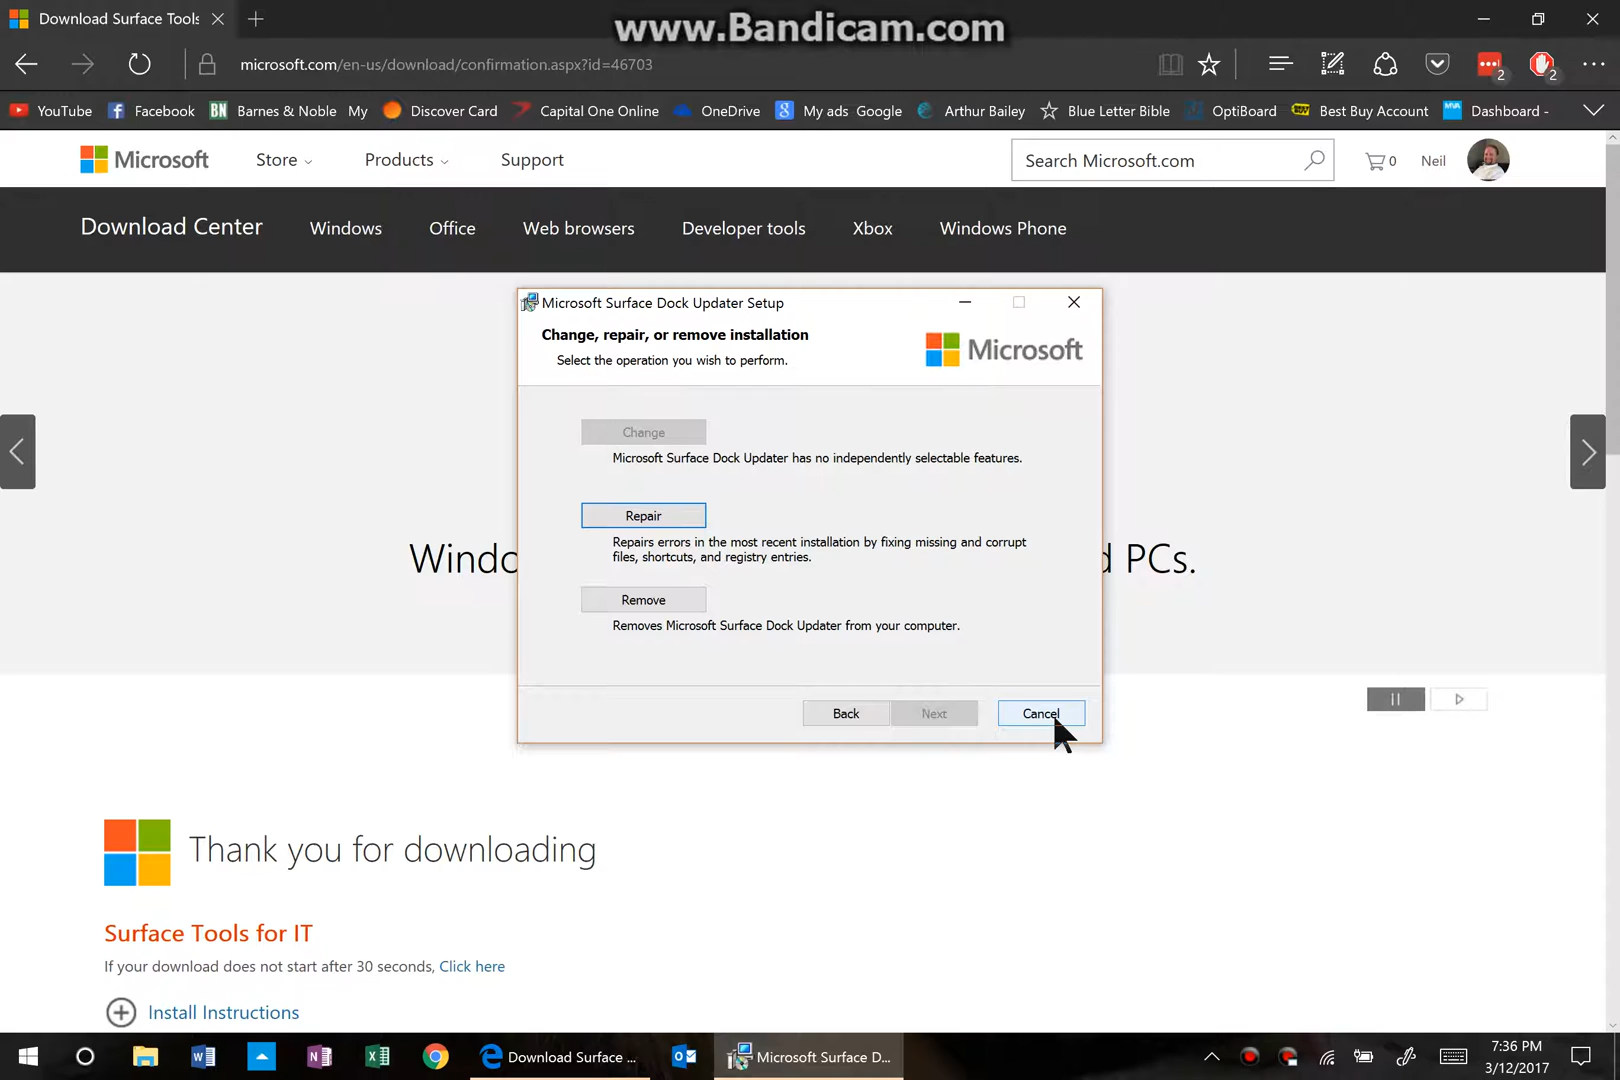 Download Surface Tools
www.Bandicam.com
microsoft.com/en-us/download/confirmation.aspx?id=46703
2
2
YouTube
Facebook
BN Barnes & Noble
My
Discover Card
Capital One Online
OneDrive
My ads
Google
Arthur Bailey
Blue Letter Bible
OptiBoard
Best Buy Account
MVA Dashboard -
Microsoft
Store
Products
Support
Search Microsoft.com
0
Neil
Download Center
Windows
Office
Web browsers
Developer tools
Xbox
Windows Phone
Microsoft Surface Dock Updater Setup
Change, repair, or remove installation
Select the operation you wish to perform.
Microsoft
Change
Microsoft Surface Dock Updater has no independently selectable features.
Repair
Repairs errors in the most recent installation by fixing missing and corrupt
files, shortcuts, and registry entries.
Remove
Removes Microsoft Surface Dock Updater from your computer.
Back
Next
Cancel
PCs.
Thank you for downloading
Surface Tools for IT
If your download does not start after 30 seconds, Click here
Install Instructions
Download Surface ...
Microsoft Surface D...
7:36 PM
3/12/2017